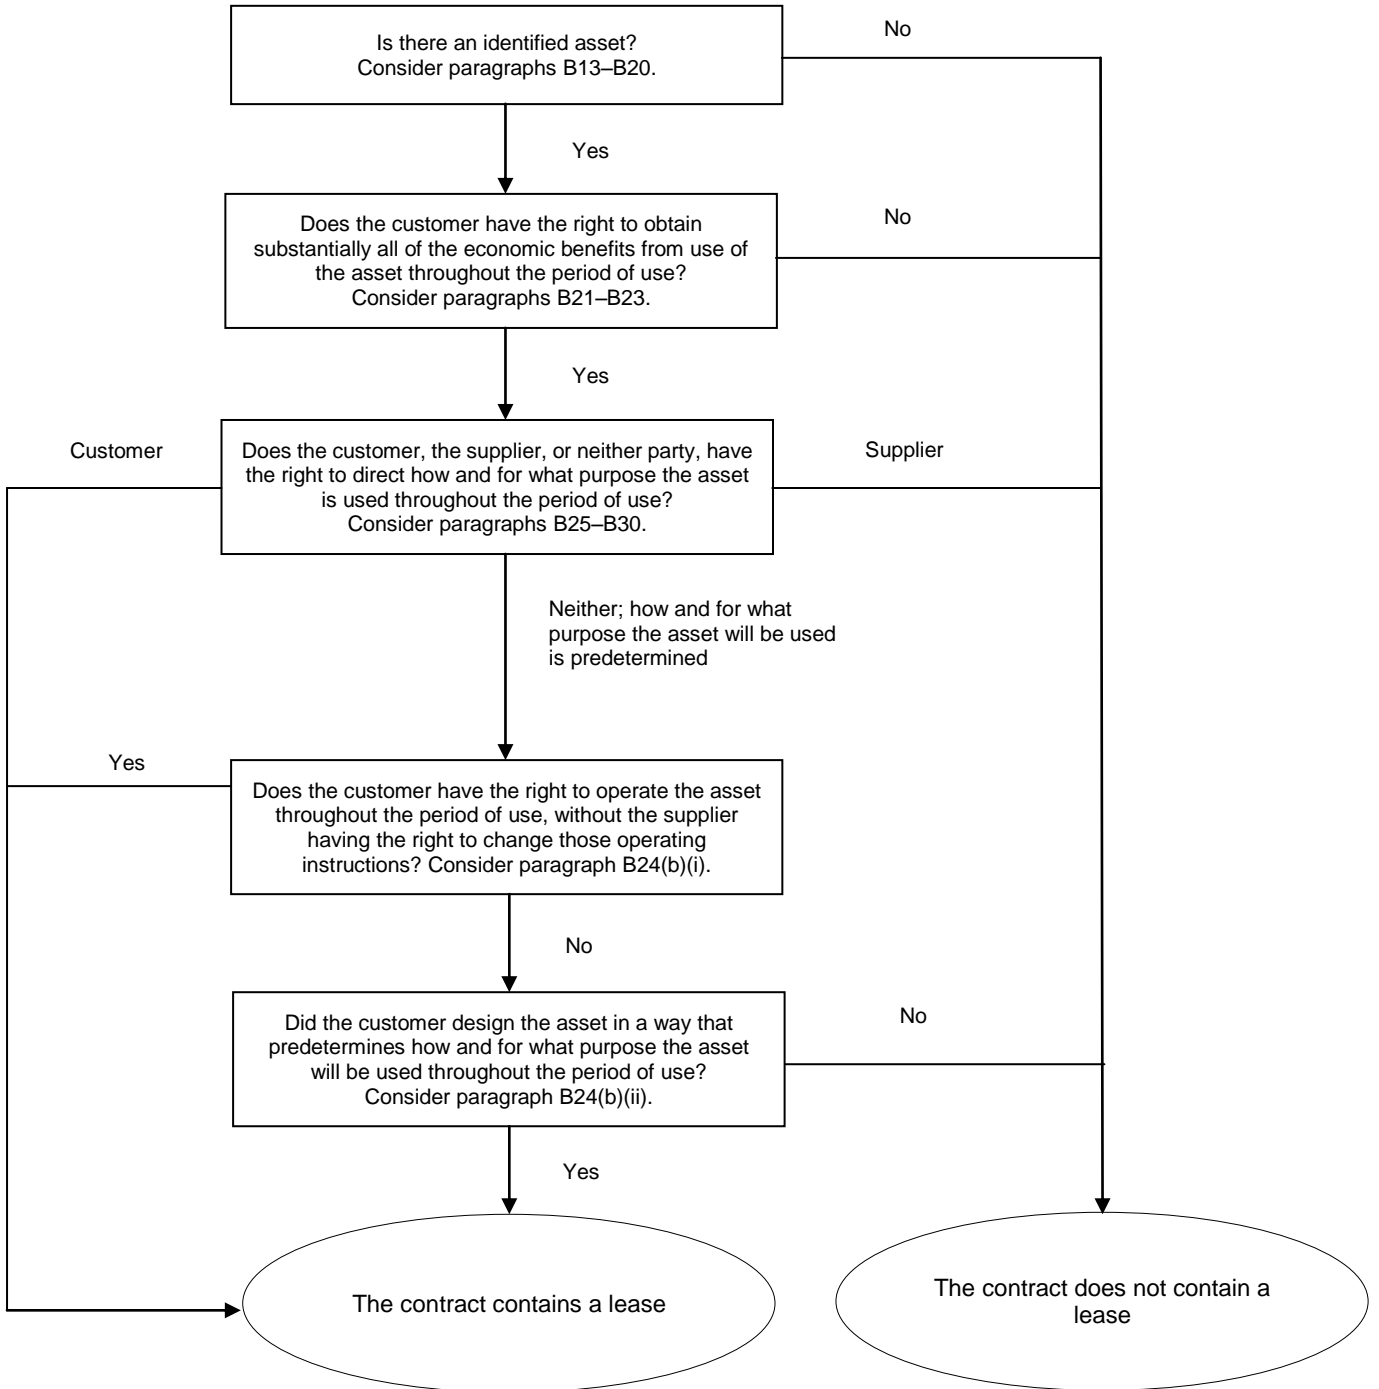 Is there an identified asset?
Consider paragraphs B13–B20.
No
Yes
Does the customer have the right to obtain
substantially all of the economic benefits from use of
the asset throughout the period of use?
Consider paragraphs B21–B23.
No
Yes
Customer
Does the customer, the supplier, or neither party, have
the right to direct how and for what purpose the asset
is used throughout the period of use?
Consider paragraphs B25–B30.
Supplier
Neither; how and for what
purpose the asset will be used
is predetermined
Yes
Does the customer have the right to operate the asset
throughout the period of use, without the supplier
having the right to change those operating
instructions? Consider paragraph B24(b)(i).
No
Did the customer design the asset in a way that
predetermines how and for what purpose the asset
will be used throughout the period of use?
Consider paragraph B24(b)(ii).
No
Yes
The contract contains a lease
The contract does not contain a
lease